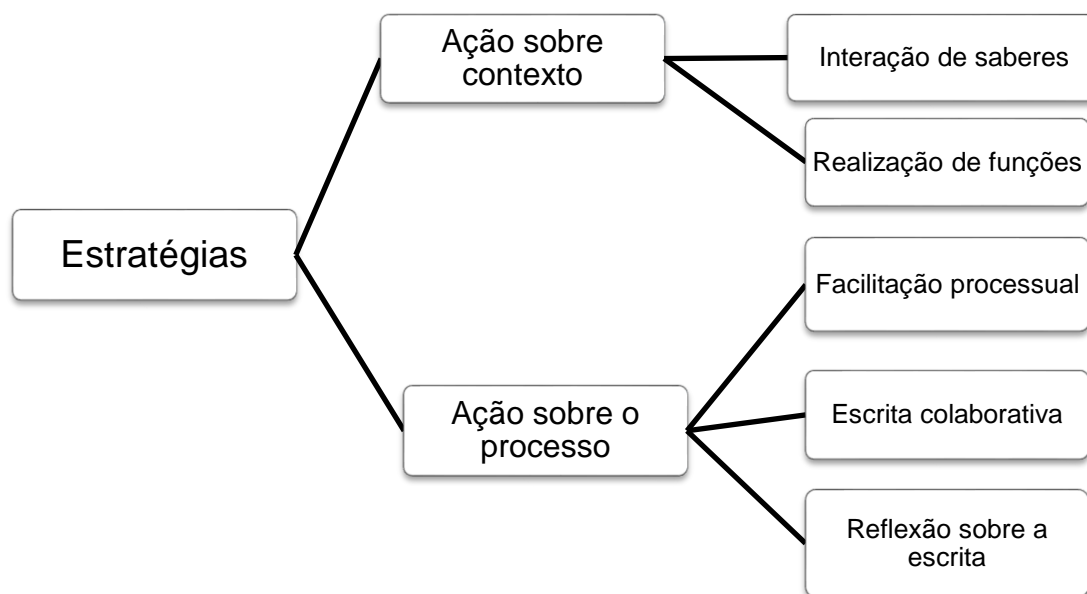 Estratégias
Ação sobre
contexto
Interação de saberes
Realização de funções
Ação sobre o
processo
Facilitação processual
Escrita colaborativa
Reflexão sobre a
escrita